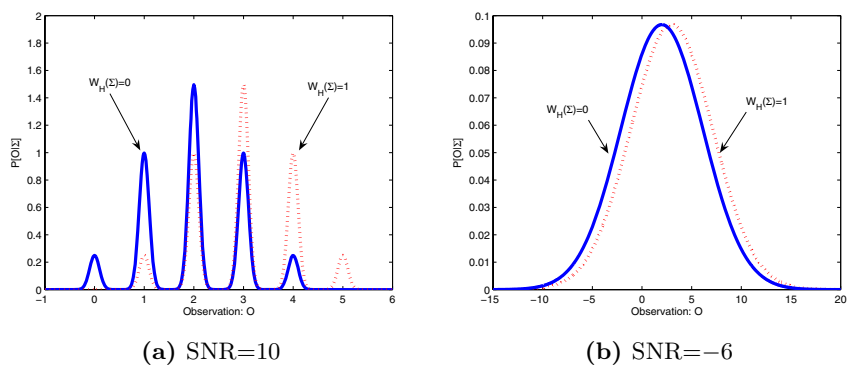 2
1.8
1.6
1.4
1.2
1
0.8
0.6
0.4
0.2
0
P[O|Σ]
W_H(Σ)=0
W_H(Σ)=1
−1 0 1 2 3 4 5 6
Observation: O
(a) SNR=10
0.1
0.09
0.08
0.07
0.06
0.05
0.04
0.03
0.02
0.01
0
P[O|Σ]
W_H(Σ)=0
W_H(Σ)=1
−15 −10 −5 0 5 10 15 20
Observation: O
(b) SNR=−6